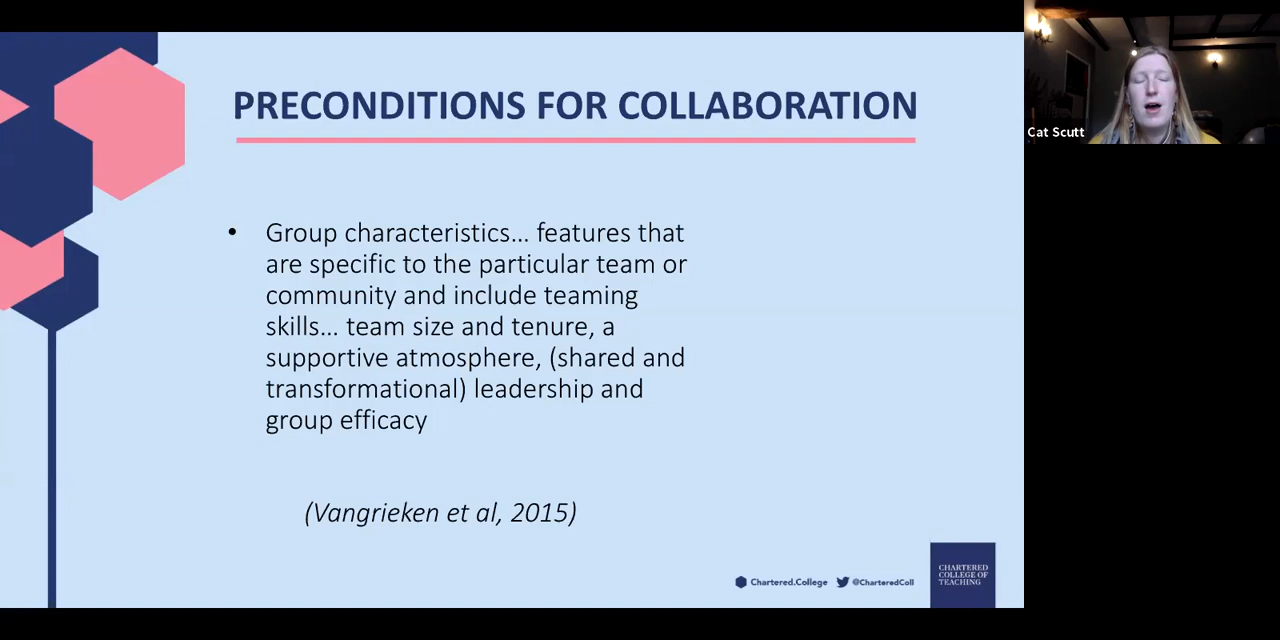 PRECONDITIONS FOR COLLABORATION
Cat Scutt
• Group characteristics... features that
are specific to the particular team or
community and include teaming
skills... team size and tenure, a
supportive atmosphere, (shared and
transformational) leadership and
group efficacy
(Vangrieken et al, 2015)
Chartered.College @CharteredColl
CHARTERED
COLLEGE OF
TEACHING